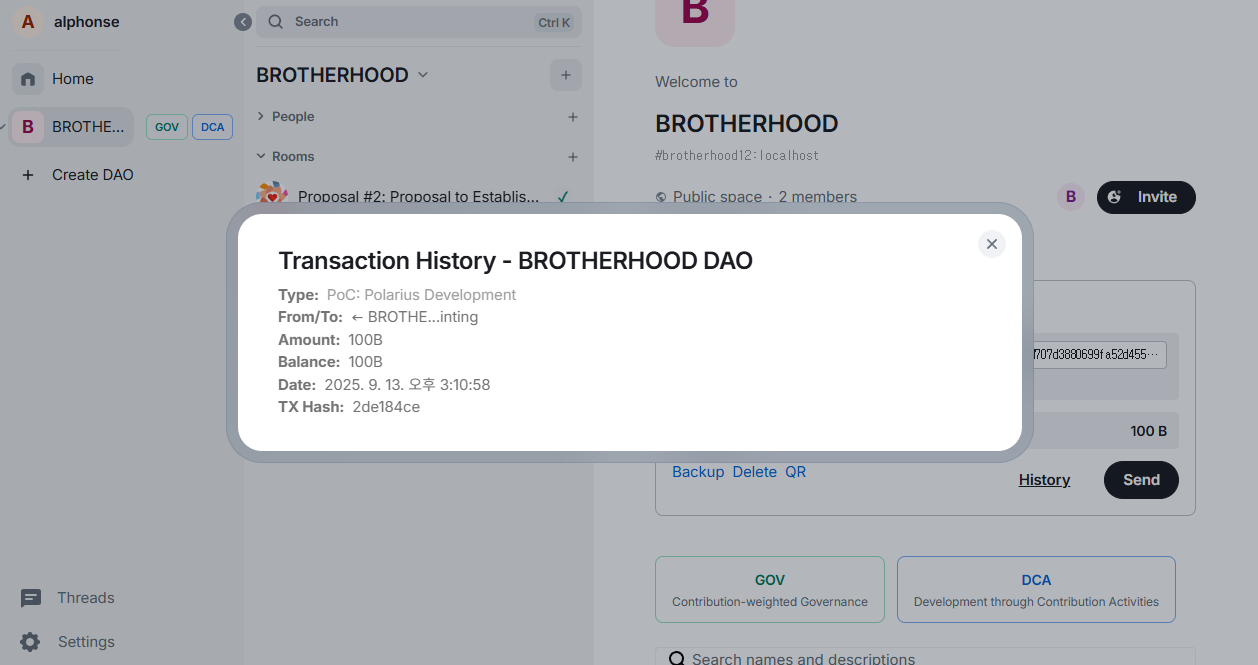 A alphonse
Search Ctrl K
Home
BROTHERHOOD
People
B BROTHE... GOV DCA
Rooms
Create DAO
Proposal #2: Proposal to Establis...
B
Welcome to
BROTHERHOOD
#brotherhood12:localhost
Public space · 2 members
B Invite
Transaction History - BROTHERHOOD DAO
Type: PoC: Polarius Development
From/To: ← BROTHE...inting
Amount: 100B
Balance: 100B
Date: 2025. 9. 13. 오후 3:10:58
TX Hash: 2de184ce
707d3880699fa52d455...
100 B
Backup Delete QR
History
Send
GOV
Contribution-weighted Governance
DCA
Development through Contribution Activities
Search names and descriptions
Threads
Settings